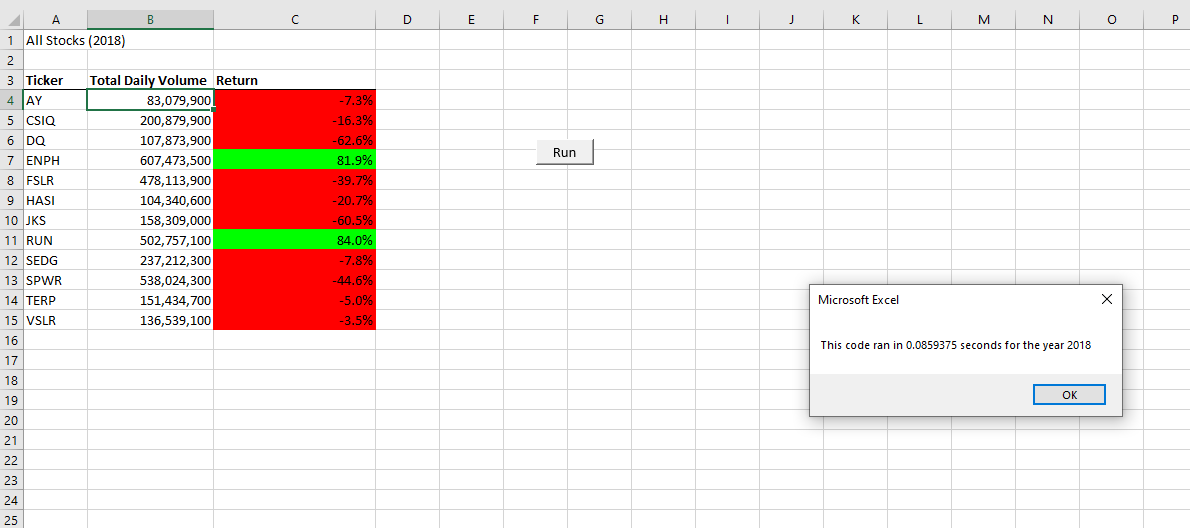 A B C D E F G H I J K L M N O P
1 All Stocks (2018)
2
3 Ticker Total Daily Volume Return
4 AY 83,079,900 -7.3%
5 CSIQ 200,879,900 -16.3%
6 DQ 107,873,900 -62.6%
7 ENPH 607,473,500 81.9%
Run
8 FSLR 478,113,900 -39.7%
9 HASI 104,340,600 -20.7%
10 JKS 158,309,000 -60.5%
11 RUN 502,757,100 84.0%
12 SEDG 237,212,300 -7.8%
13 SPWR 538,024,300 -44.6%
14 TERP 151,434,700 -5.0%
15 VSLR 136,539,100 -3.5%
16
17
18
19
20
21
22
23
24
25
Microsoft Excel
This code ran in 0.0859375 seconds for the year 2018
OK